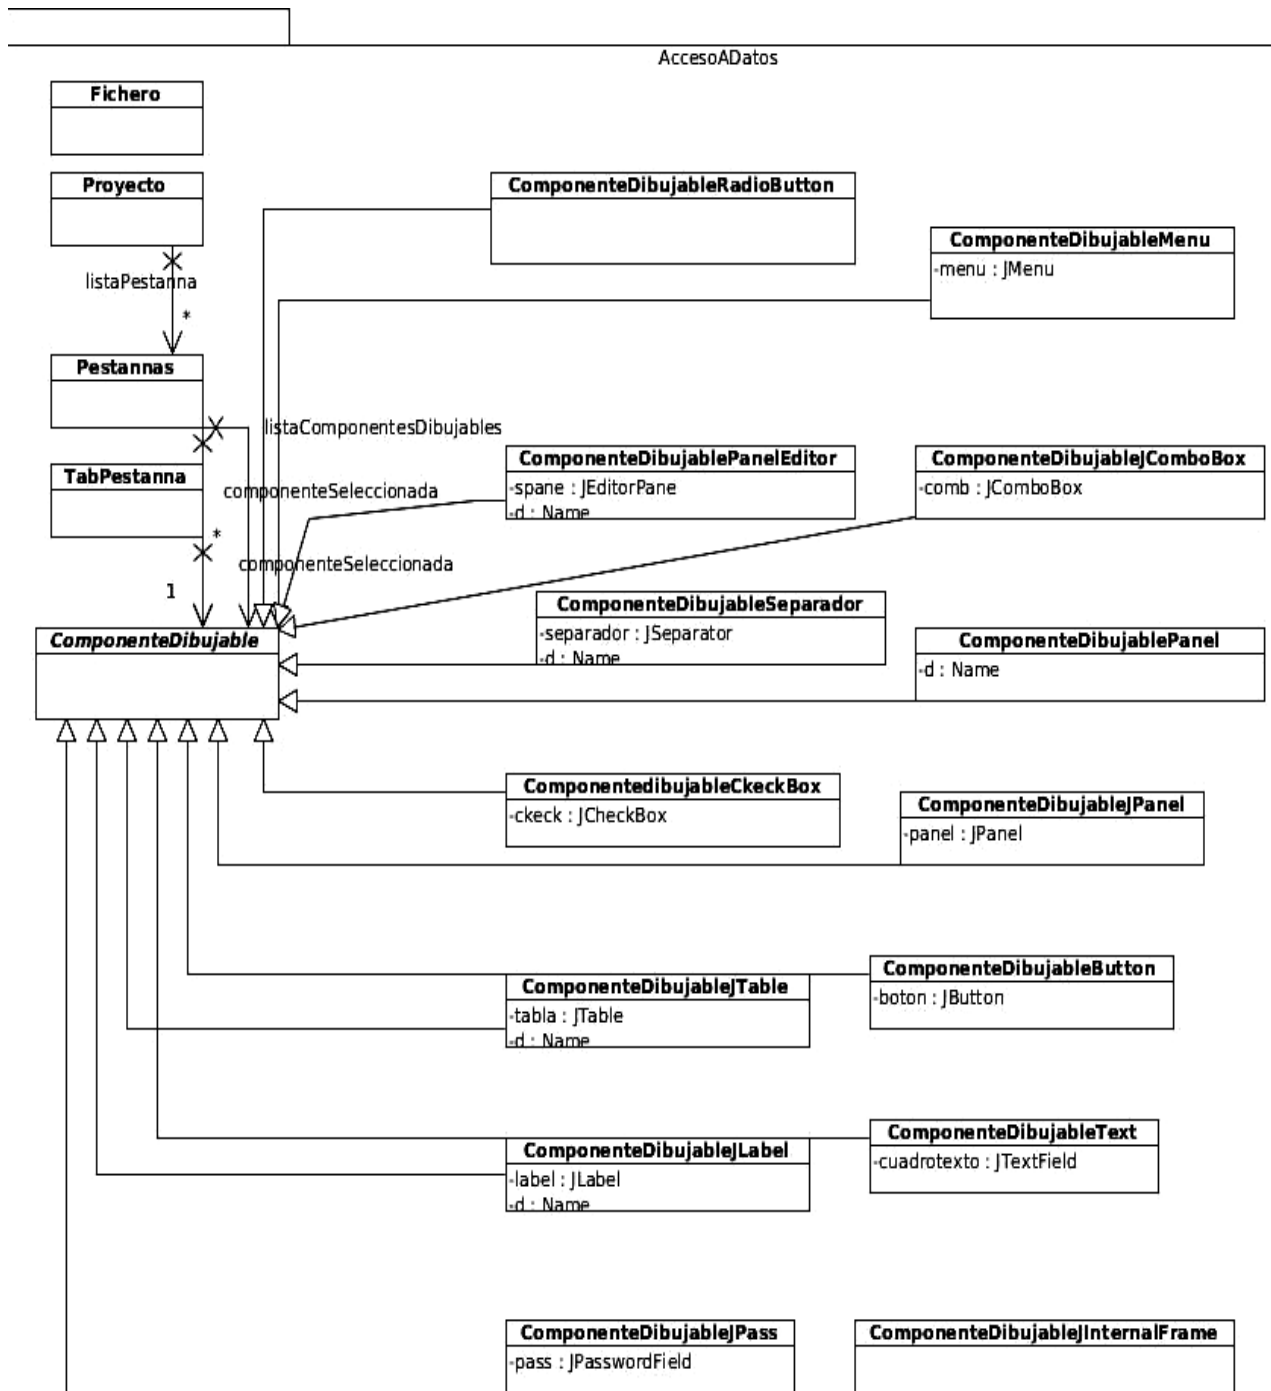 AccesoADatos
Fichero
Proyecto
ComponenteDibujableRadioButton
ComponenteDibujableMenu
-menu : JMenu
listaPestanna
*
Pestannas
listaComponentesDibujables
TabPestanna
componenteSeleccionada
ComponenteDibujablePanelEditor
-spane : JEditorPane
-d : Name
ComponenteDibujableJComboBox
-comb : JComboBox
*
componenteSeleccionada
1
ComponenteDibujableSeparador
-separador : JSeparator
-d : Name
ComponenteDibujable
ComponenteDibujablePanel
-d : Name
ComponentedibujableCkeckBox
-ckeck : JCheckBox
ComponenteDibujableJPanel
-panel : JPanel
ComponenteDibujableJTable
-tabla : JTable
-d : Name
ComponenteDibujableButton
-boton : JButton
ComponenteDibujableJLabel
-label : JLabel
-d : Name
ComponenteDibujableText
-cuadrotexto : JTextField
ComponenteDibujableJPass
-pass : JPasswordField
ComponenteDibujableJInternalFrame